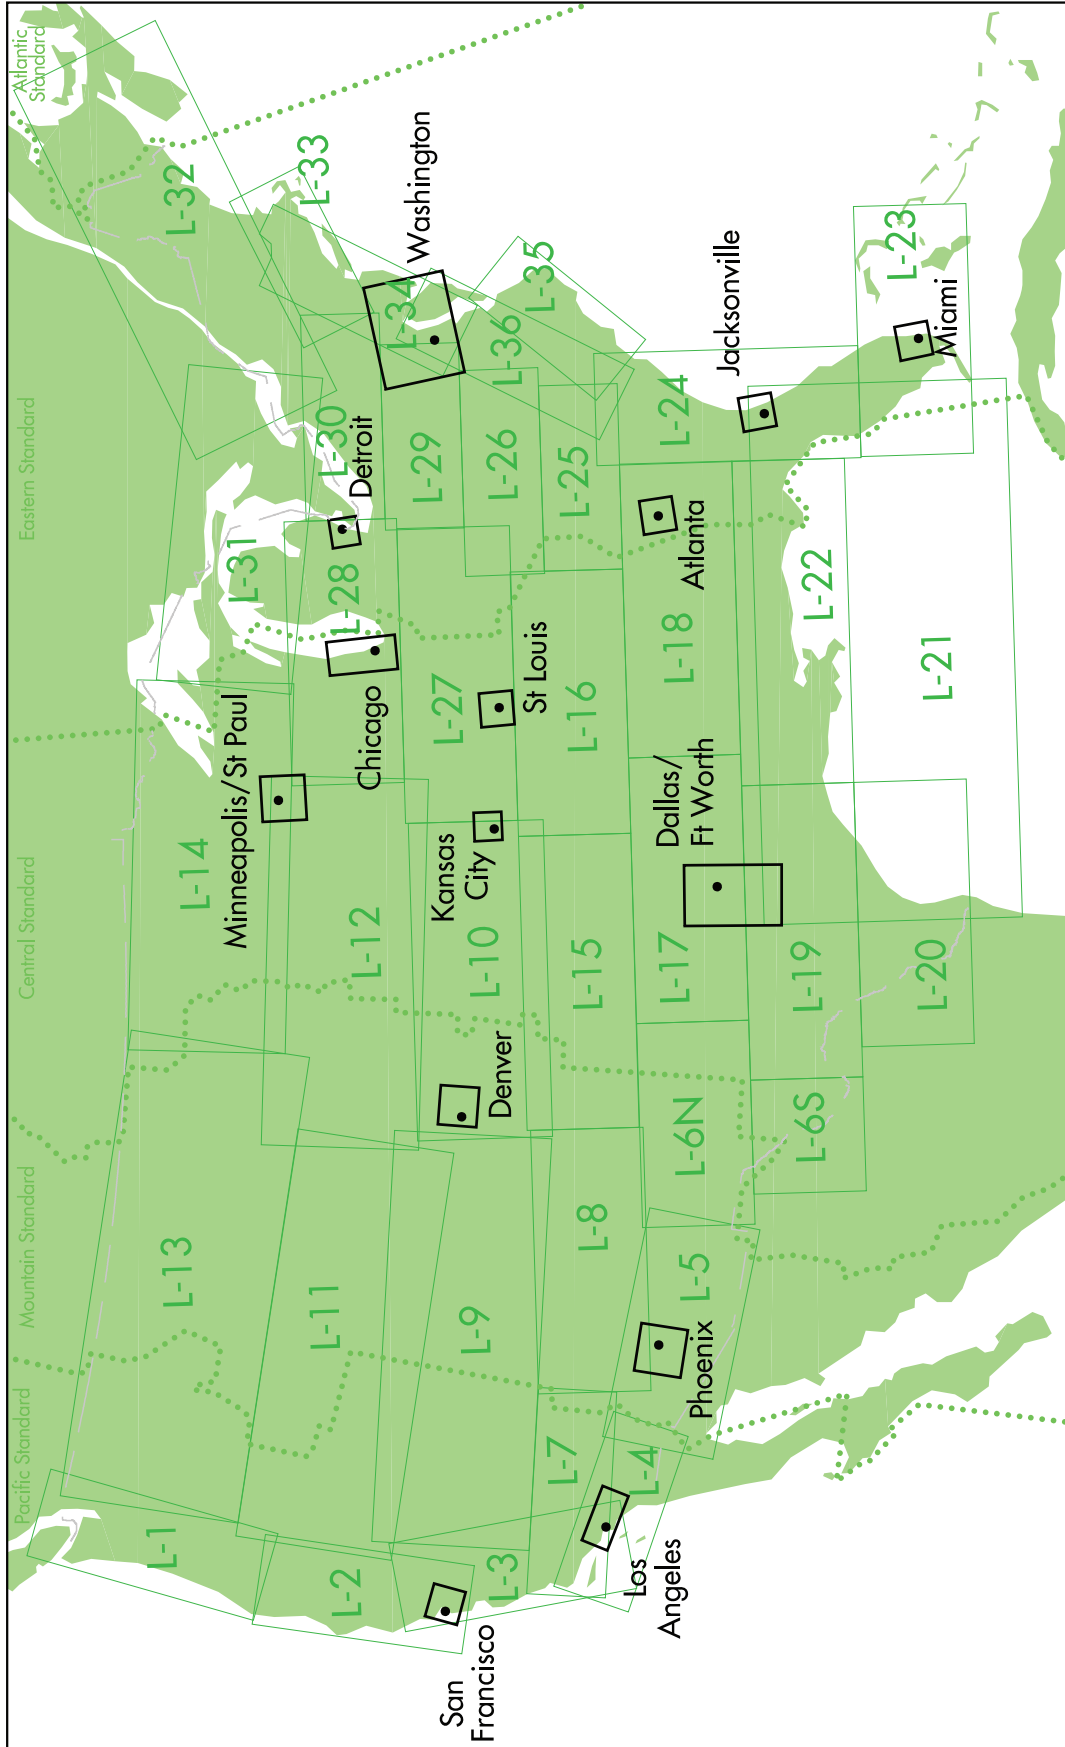 Pacific Standard
Mountain Standard
Central Standard
Eastern Standard
Atlantic
Standard
L-1
L-13
L-14
L-31
L-32
L-2
L-11
L-12
Minneapolis/St Paul
L-28
L-30
Detroit
L-33
San
Francisco
L-3
L-9
L-10
Denver
Kansas
City
Chicago
L-27
L-29
L-34
Washington
L-7
L-8
L-15
St Louis
L-16
L-26
L-25
L-36
L-35
Los
Angeles
L-4
L-5
Phoenix
L-6N
L-17
Dallas/
Ft Worth
L-18
Atlanta
L-24
Jacksonville
L-6S
L-19
L-22
L-20
L-21
L-23
Miami